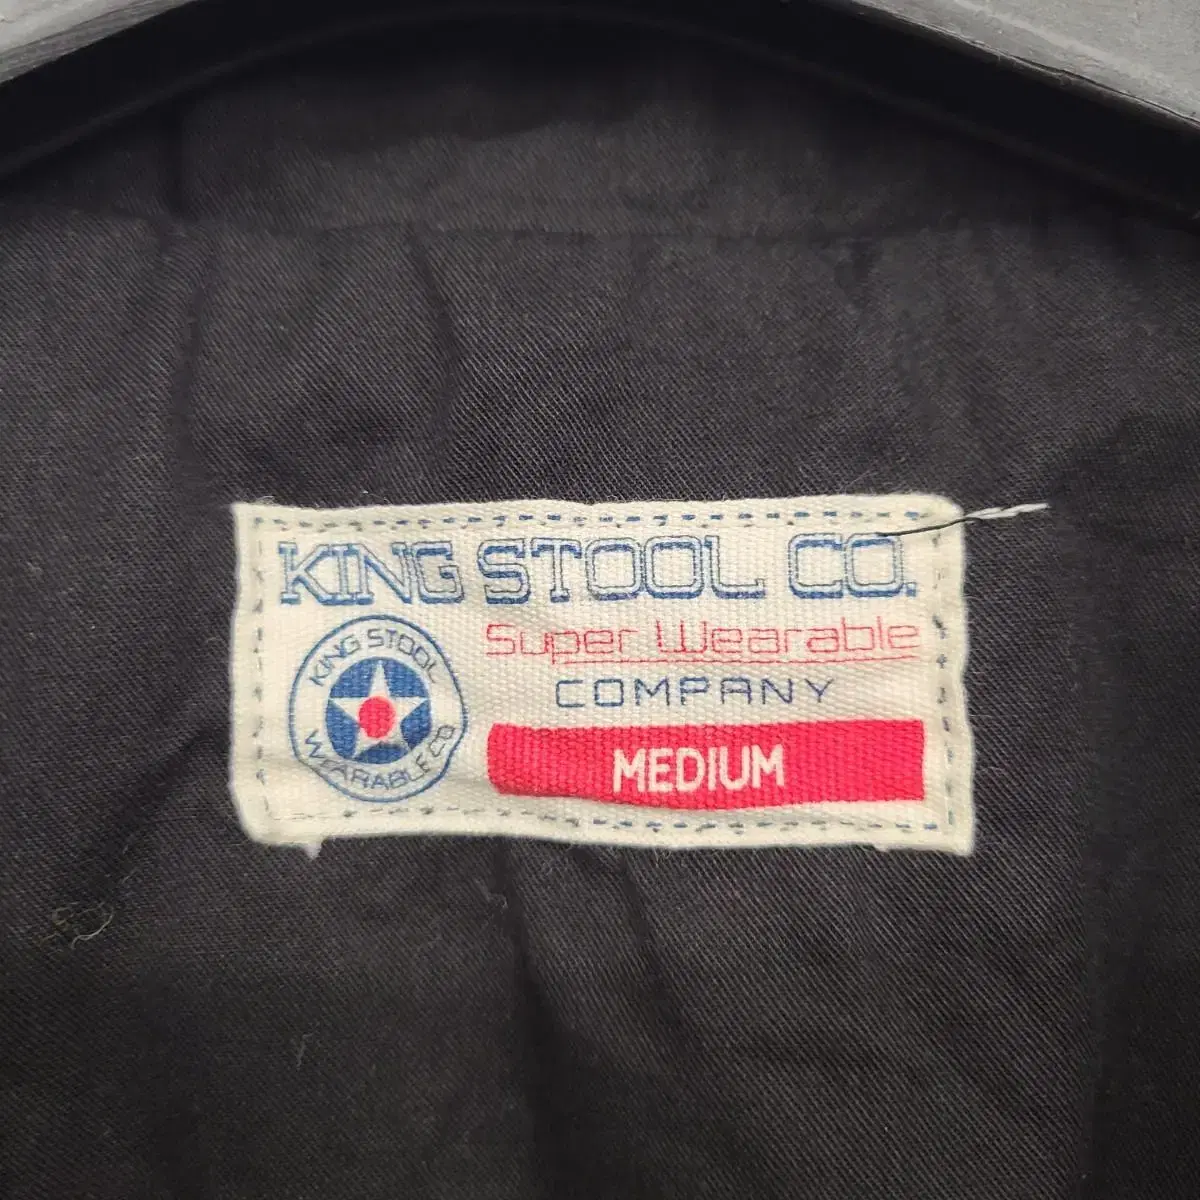 KING STOOL CO.
Super Wearable
COMPANY
KING STOOL
WEARABLE CO
MEDIUM